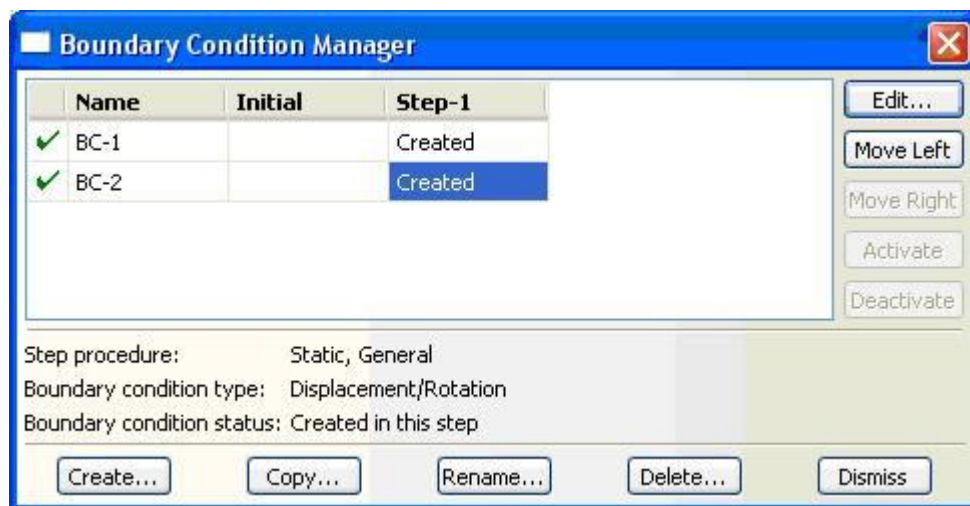 Boundary Condition Manager
Name Initial Step-1
BC-1 Created
BC-2 Created
Edit...
Move Left
Move Right
Activate
Deactivate
Step procedure: Static, General
Boundary condition type: Displacement/Rotation
Boundary condition status: Created in this step
Create... Copy... Rename... Delete... Dismiss